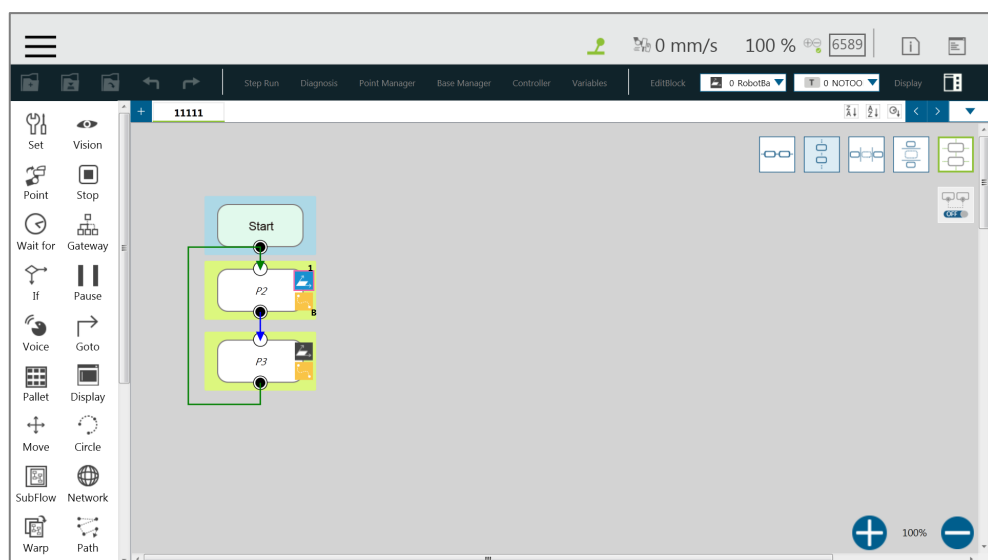 0 mm/s 100 % 6589
Step Run Diagnosis Point Manager Base Manager Controller Variables EditBlock 0 RobotBa T 0 NOTOO Display
+ 11111
Set Vision
Point Stop
Wait for Gateway
If Pause
Voice Goto
Pallet Display
Move Circle
SubFlow Network
Warp Path
OFF
Start
1
P2
B
P3
100%